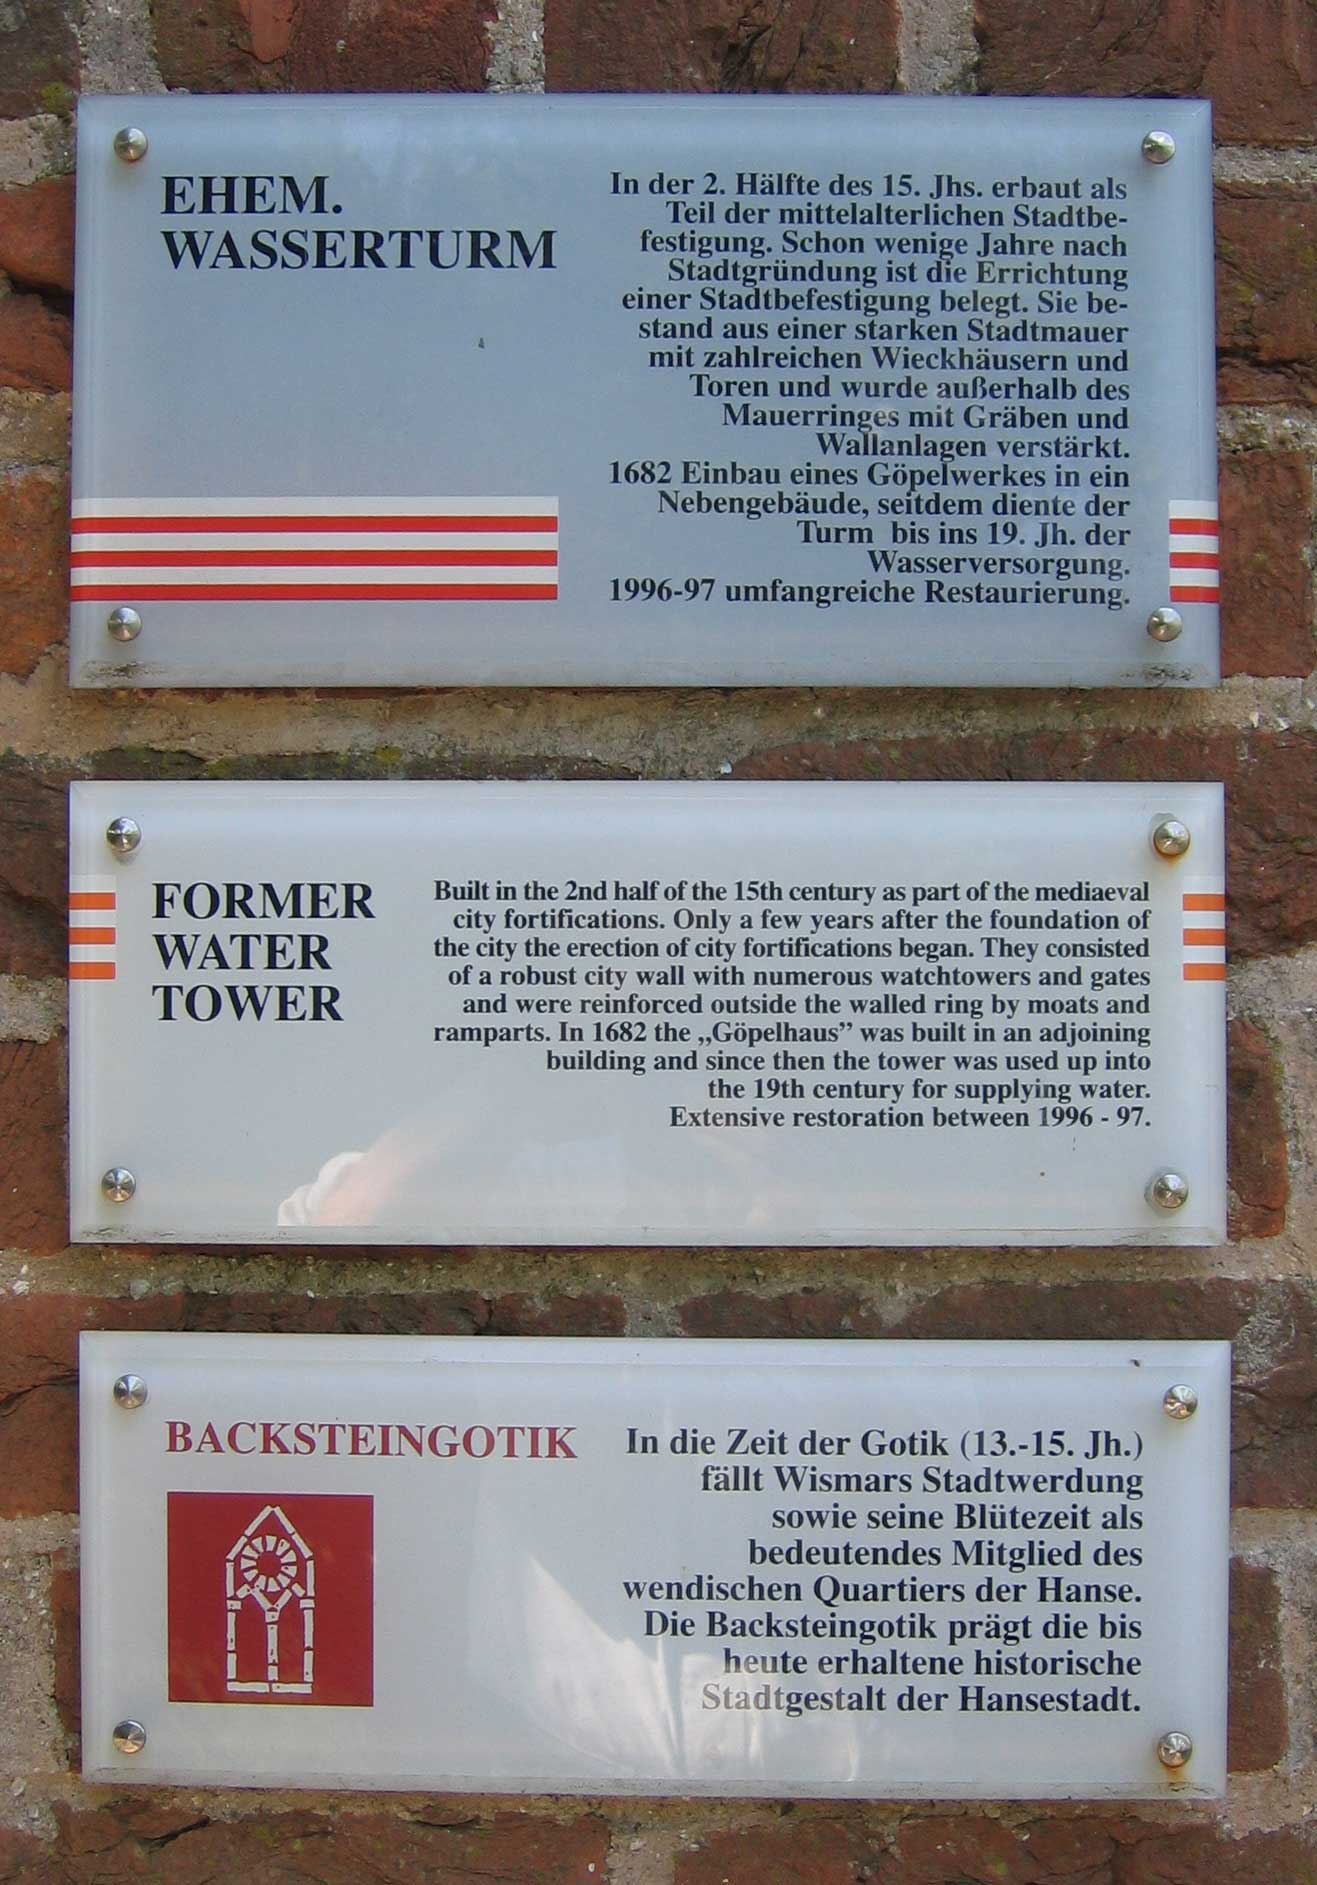 EHEM.
WASSERTURM
In der 2. Hälfte des 15. Jhs. erbaut als
Teil der mittelalterlichen Stadtbe-
festigung. Schon wenige Jahre nach
Stadtgründung ist die Errichtung
einer Stadtbefestigung belegt. Sie be-
stand aus einer starken Stadtmauer
mit zahlreichen Wieckhäusern und
Toren und wurde außerhalb des
Mauerringes mit Gräben und
Wallanlagen verstärkt.
1682 Einbau eines Göpelwerkes in ein
Nebengebäude, seitdem diente der
Turm bis ins 19. Jh. der
Wasserversorgung.
1996-97 umfangreiche Restaurierung.
FORMER
WATER
TOWER
Built in the 2nd half of the 15th century as part of the mediaeval
city fortifications. Only a few years after the foundation of
the city the erection of city fortifications began. They consisted
of a robust city wall with numerous watchtowers and gates
and were reinforced outside the walled ring by moats and
ramparts. In 1682 the „Göpelhaus” was built in an adjoining
building and since then the tower was used up into
the 19th century for supplying water.
Extensive restoration between 1996 - 97.
BACKSTEINGOTIK
In die Zeit der Gotik (13.-15. Jh.)
fällt Wismars Stadtwerdung
sowie seine Blütezeit als
bedeutendes Mitglied des
wendischen Quartiers der Hanse.
Die Backsteingotik prägt die bis
heute erhaltene historische
Stadtgestalt der Hansestadt.